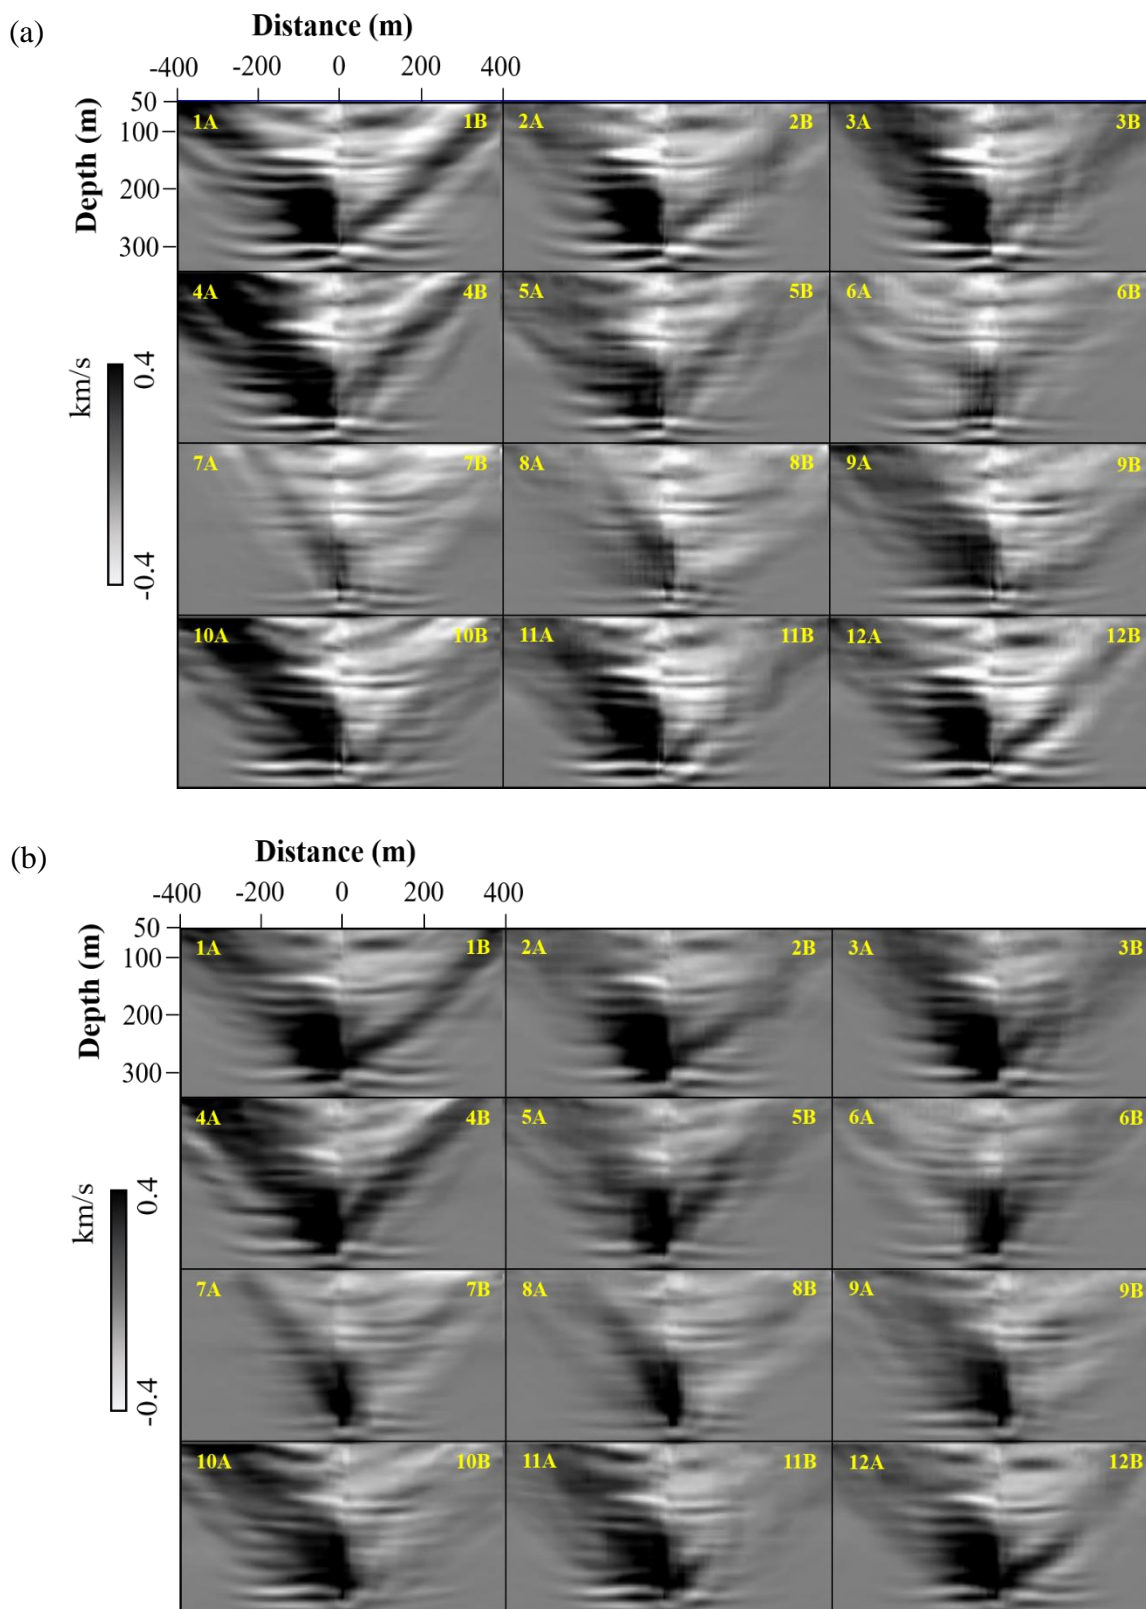 (a)
Distance (m)
-400 -200 0 200 400
50
100
200
300
Depth (m)
1A 1B 2A 2B 3A 3B
4A 4B 5A 5B 6A 6B
km/s
0.4
-0.4
7A 7B 8A 8B 9A 9B
10A 10B 11A 11B 12A 12B
(b)
Distance (m)
-400 -200 0 200 400
50
100
200
300
Depth (m)
1A 1B 2A 2B 3A 3B
4A 4B 5A 5B 6A 6B
km/s
0.4
-0.4
7A 7B 8A 8B 9A 9B
10A 10B 11A 11B 12A 12B